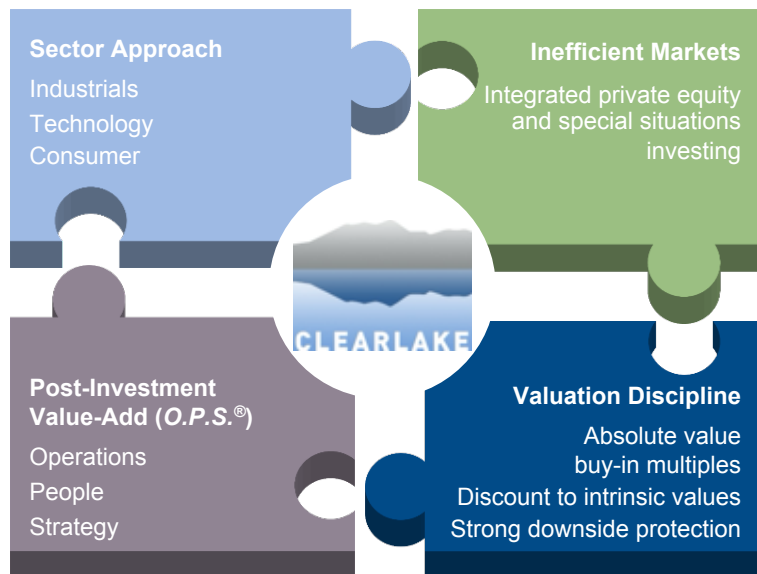 Sector Approach
Industrials
Technology
Consumer
Inefficient Markets
Integrated private equity
and special situations
investing
CLEARLAKE
Post-Investment
Value-Add (O.P.S.®)
Operations
People
Strategy
Valuation Discipline
Absolute value
buy-in multiples
Discount to intrinsic values
Strong downside protection